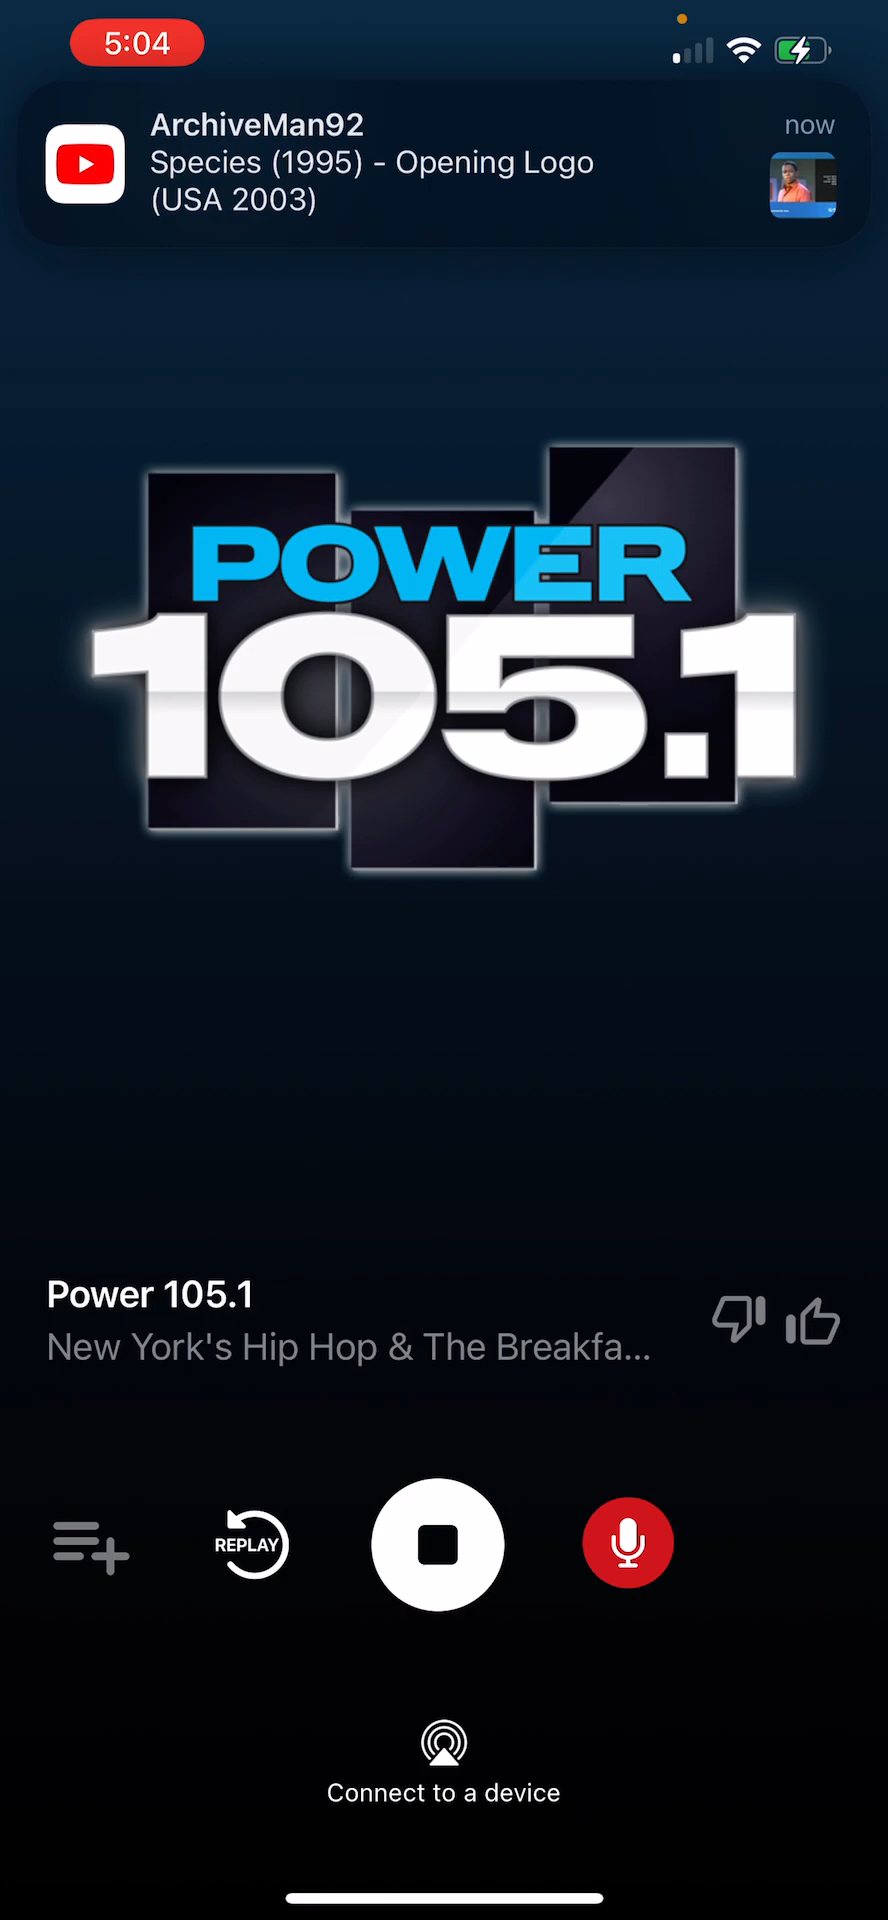 5:04
ArchiveMan92
now
Species (1995) - Opening Logo
(USA 2003)
POWER
105.1
Power 105.1
New York's Hip Hop & The Breakfa...
REPLAY
Connect to a device